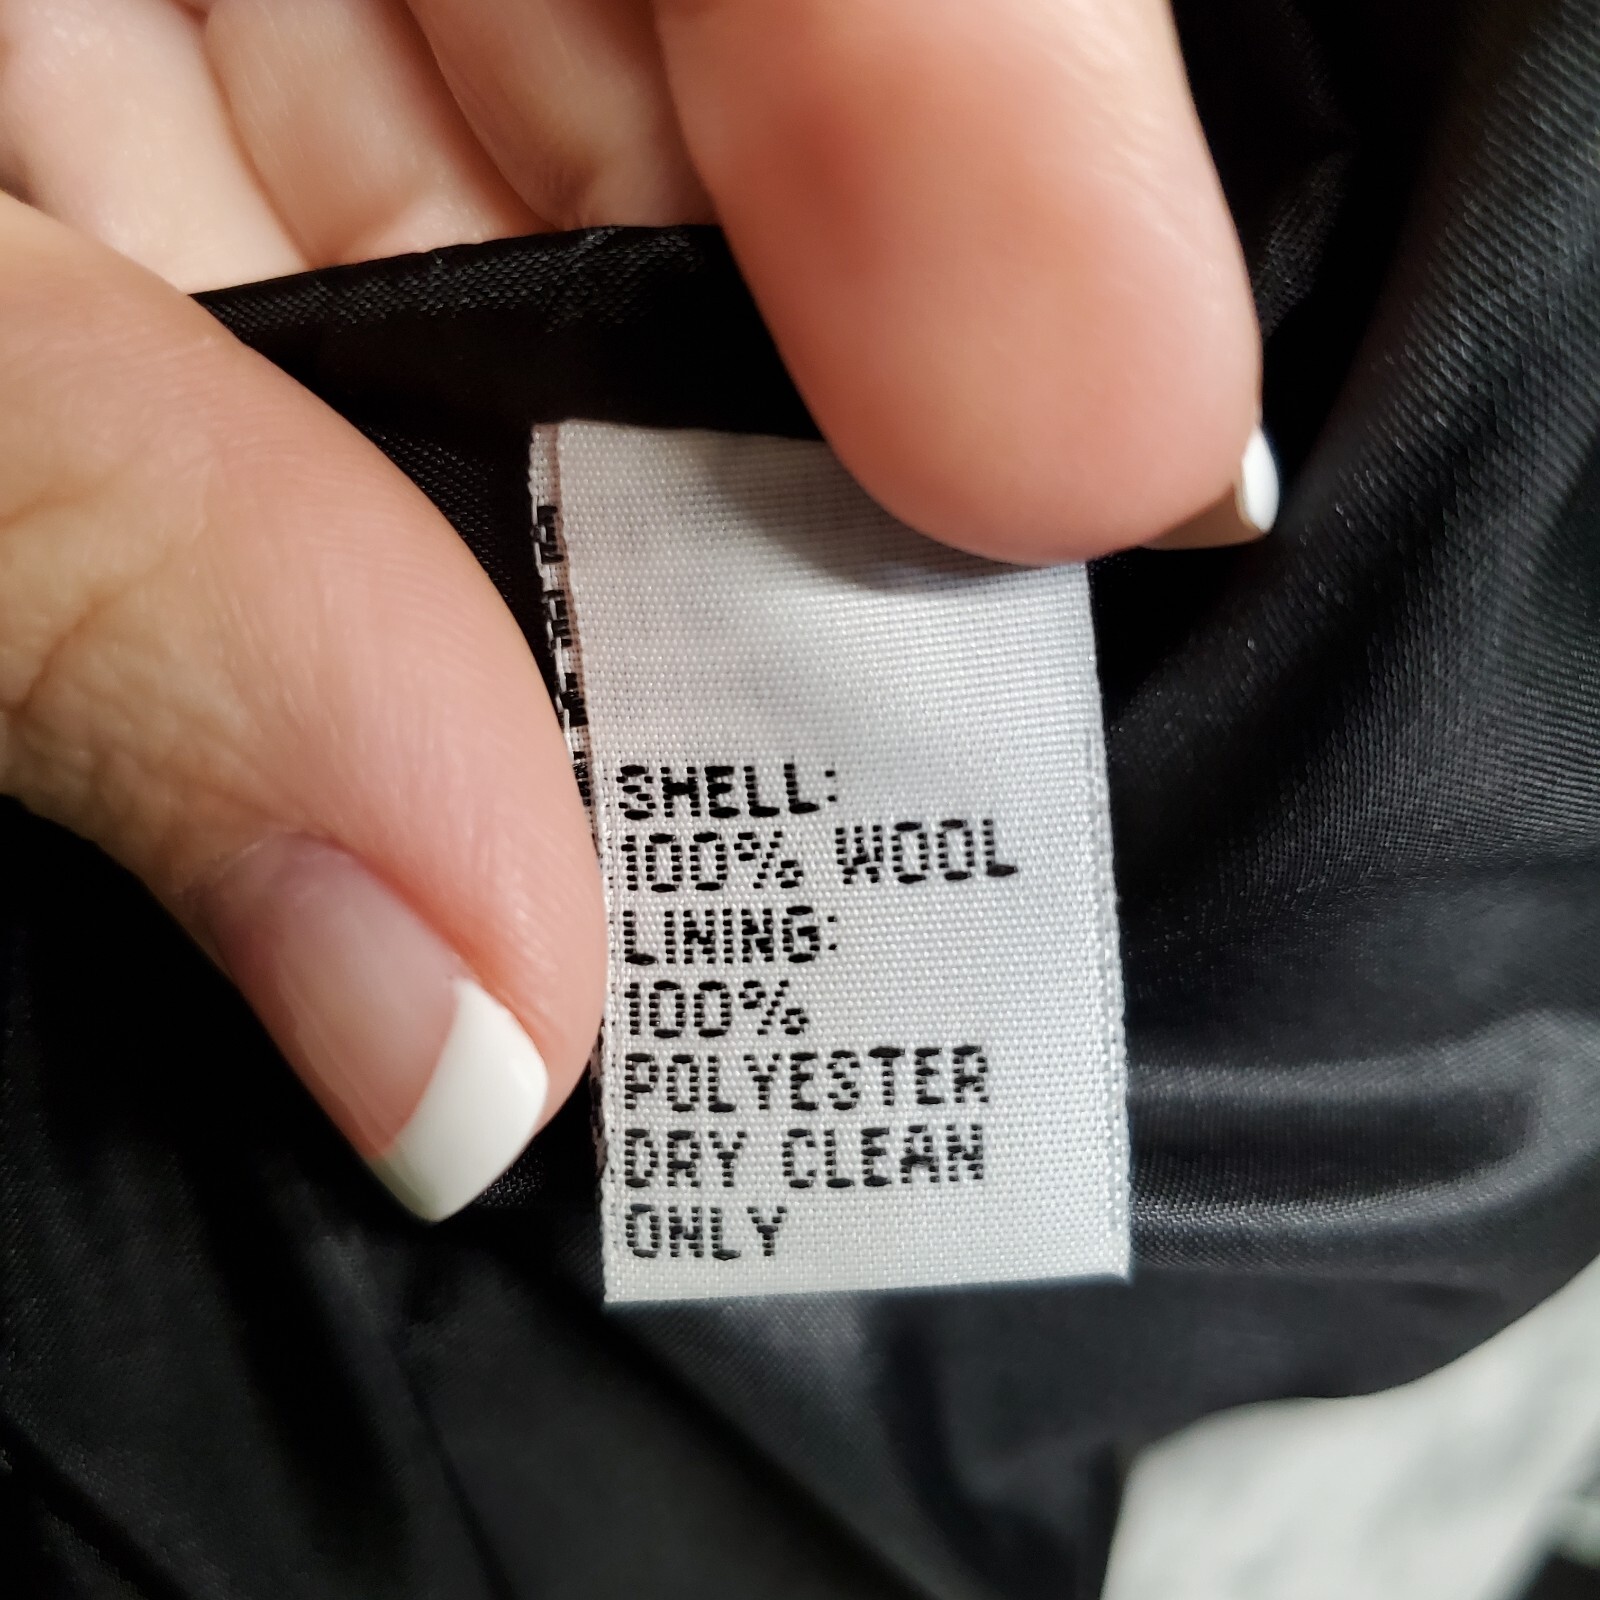 SHELL:
100% WOOL
LINING:
100%
POLYESTER
DRY CLEAN
ONLY